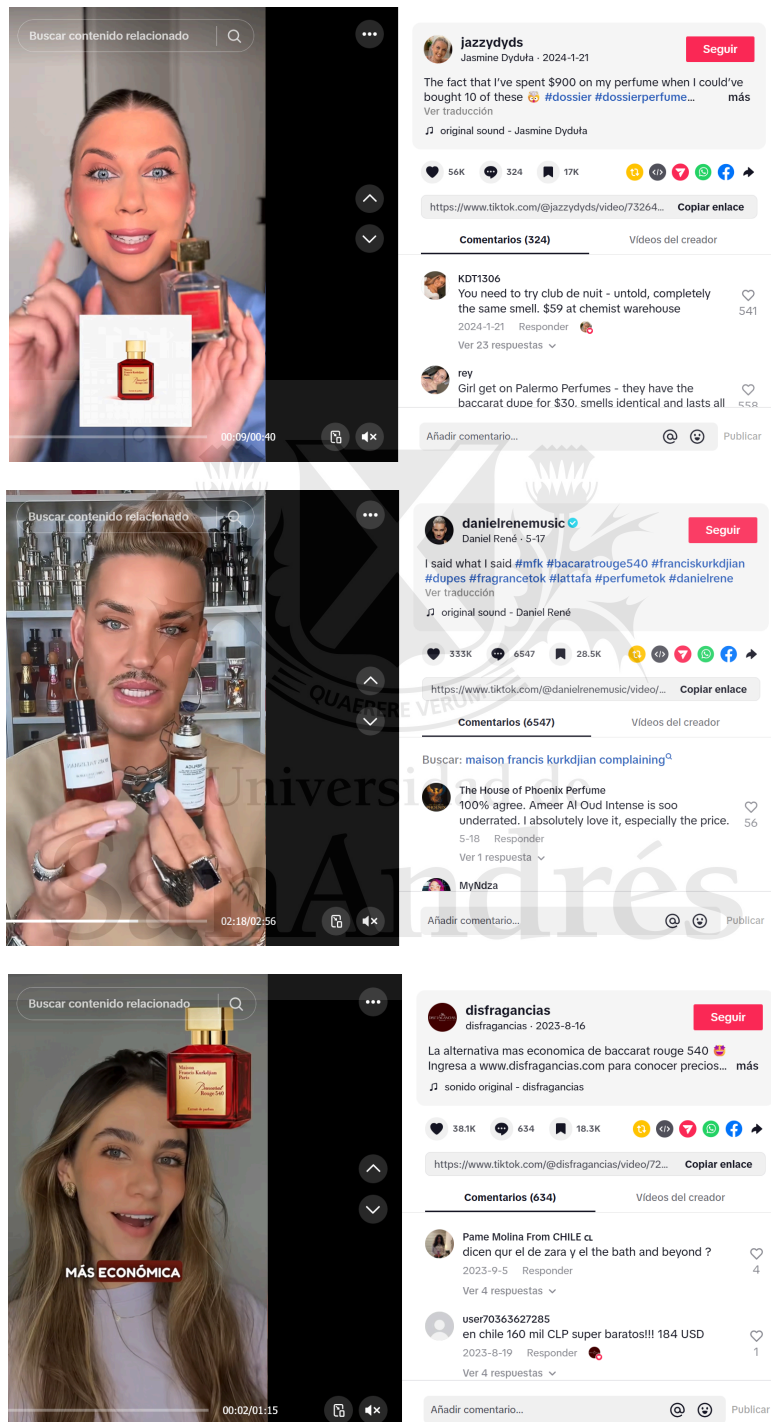 Buscar contenido relacionado
jazzydyds
Jasmine Dyduła · 2024-1-21
Seguir
The fact that I've spent $900 on my perfume when I could've
bought 10 of these 🤯 #dossier #dossierperfume... más
Ver traducción
♫ original sound - Jasmine Dyduła
56K 324 17K
https://www.tiktok.com/@jazzydyds/video/73264... Copiar enlace
Comentarios (324) Vídeos del creador
KDT1306
You need to try club de nuit - untold, completely
the same smell. $59 at chemist warehouse
541
2024-1-21 Responder
Ver 23 respuestas
rey
Girl get on Palermo Perfumes - they have the
baccarat dupe for $30, smells identical and lasts all
558
Añadir comentario... Publicar
Maison
Francis Kurkdjian
Paris
Baccarat
Rouge 540
00:09/00:40
Buscar contenido relacionado
danielrenemusic
Daniel René · 5-17
Seguir
I said what I said #mfk #bacaratrouge540 #franciskurkdjian
#dupes #fragrancetok #lattafa #perfumetok #danielrene
Ver traducción
♫ original sound - Daniel René
333K 6547 28.5K
https://www.tiktok.com/@danielrenemusic/video/... Copiar enlace
Comentarios (6547) Vídeos del creador
Buscar: maison francis kurkdjian complaining
The House of Phoenix Perfume
100% agree. Ameer Al Oud Intense is soo
underrated. I absolutely love it, especially the price.
56
5-18 Responder
Ver 1 respuesta
MyNdza
Añadir comentario... Publicar
02:18/02:56
QUAERERE VERUM
Universidad de
SanAndrés
Buscar contenido relacionado
disfragancias
disfragancias · 2023-8-16
Seguir
La alternativa mas economica de baccarat rouge 540 🤩
Ingresa a www.disfragancias.com para conocer precios... más
♫ sonido original - disfragancias
38.1K 634 18.3K
https://www.tiktok.com/@disfragancias/video/72... Copiar enlace
Comentarios (634) Vídeos del creador
Pame Molina From CHILE CL
dicen qur el de zara y el the bath and beyond ?
4
2023-9-5 Responder
Ver 4 respuestas
user70363627285
en chile 160 mil CLP super baratos!!! 184 USD
1
2023-8-19 Responder
Ver 4 respuestas
Añadir comentario... Publicar
Maison
Francis Kurkdjian
Paris
Baccarat
Rouge 540
MÁS ECONÓMICA
00:02/01:15